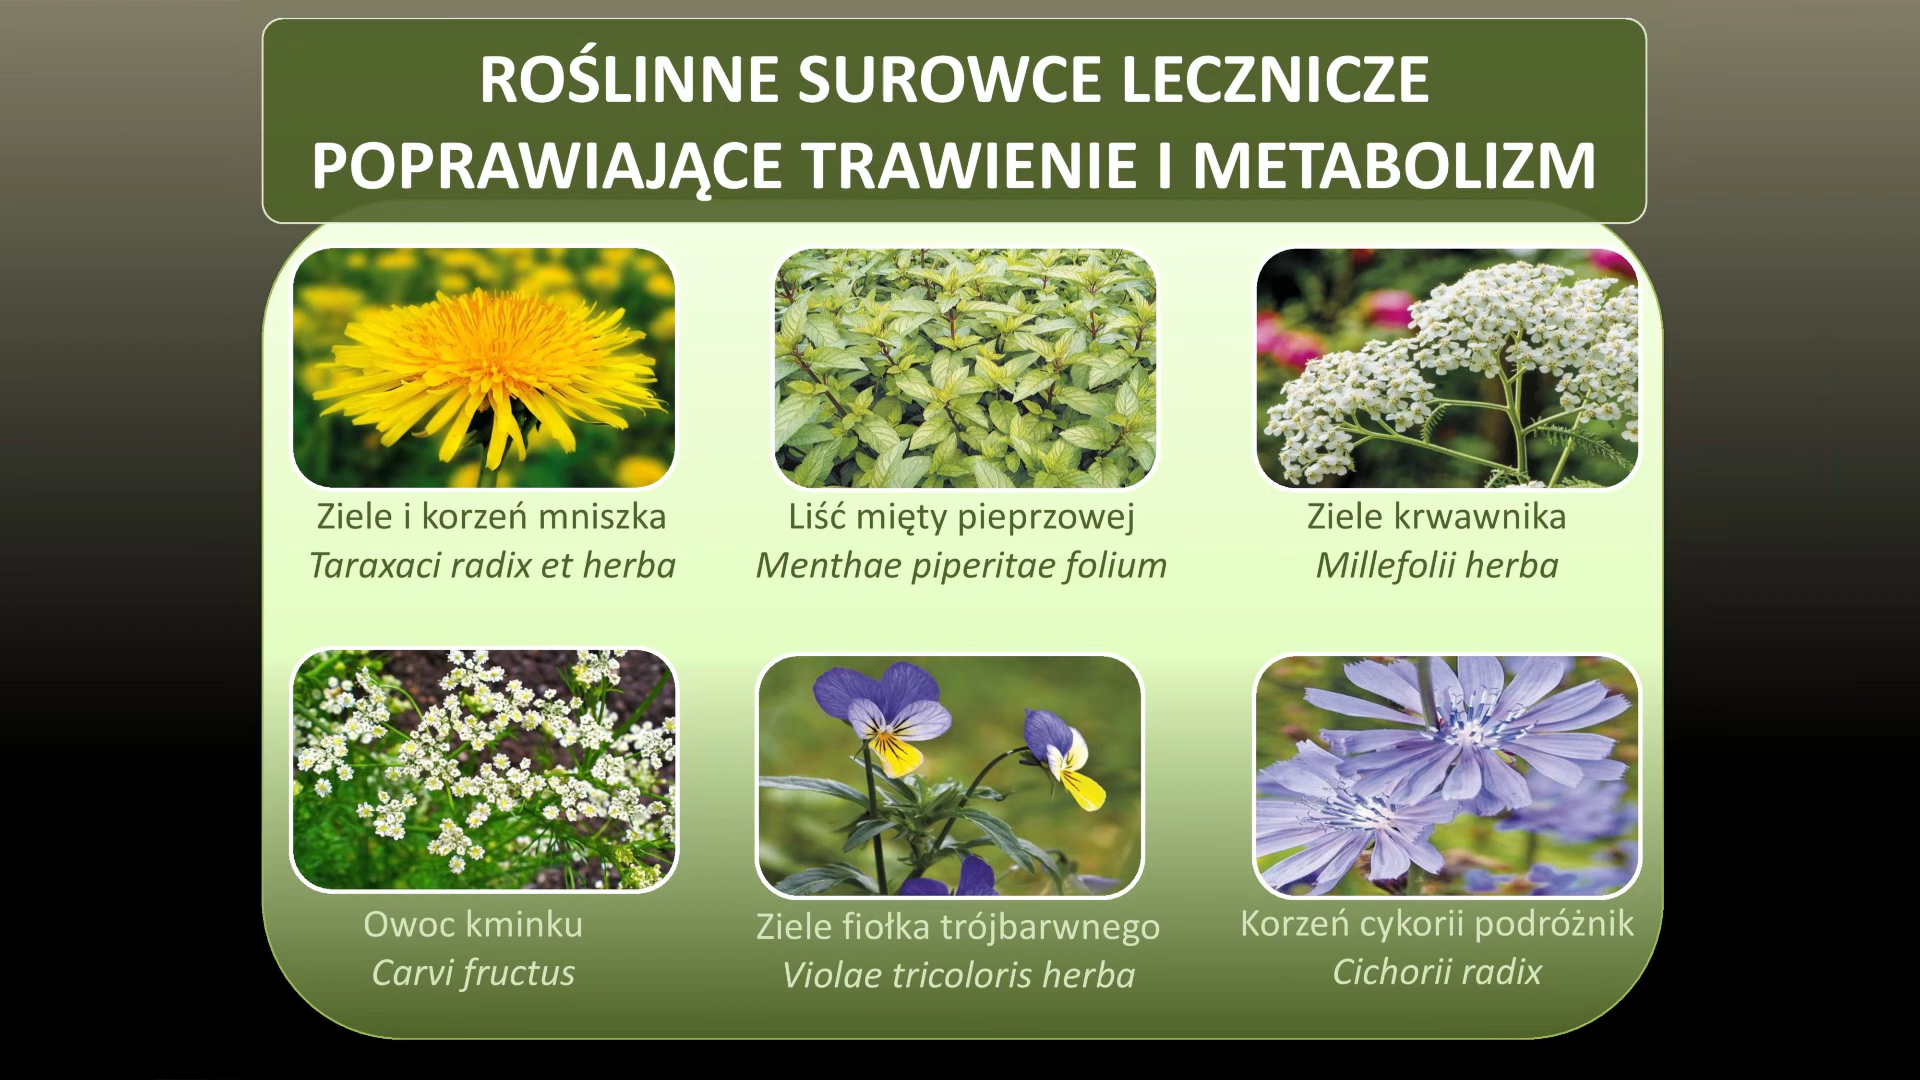 ROŚLINNE SUROWCE LECZNICZE
POPRAWIAJĄCE TRAWIENIE I METABOLIZM
Ziele i korzeń mniszka
Taraxaci radix et herba
Liść mięty pieprzowej
Menthae piperitae folium
Ziele krwawnika
Millefolii herba
Owoc kminku
Carvi fructus
Ziele fiołka trójbarwnego
Violae tricoloris herba
Korzeń cykorii podróżnik
Cichorii radix